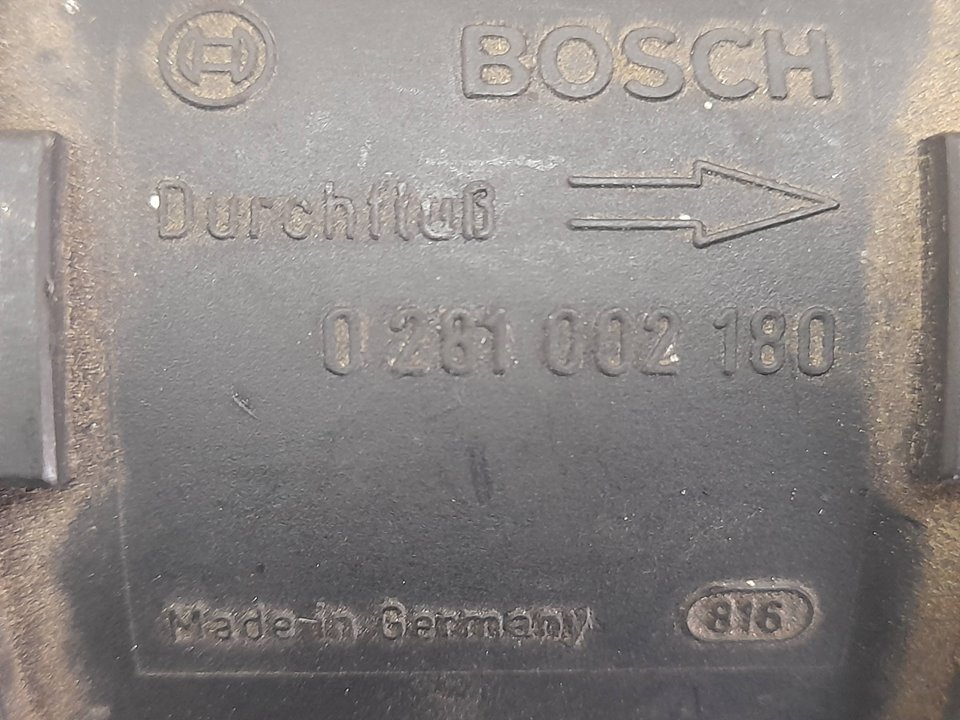 BOSCH
Durchfluß
0 281 002 180
Made in Germany
816